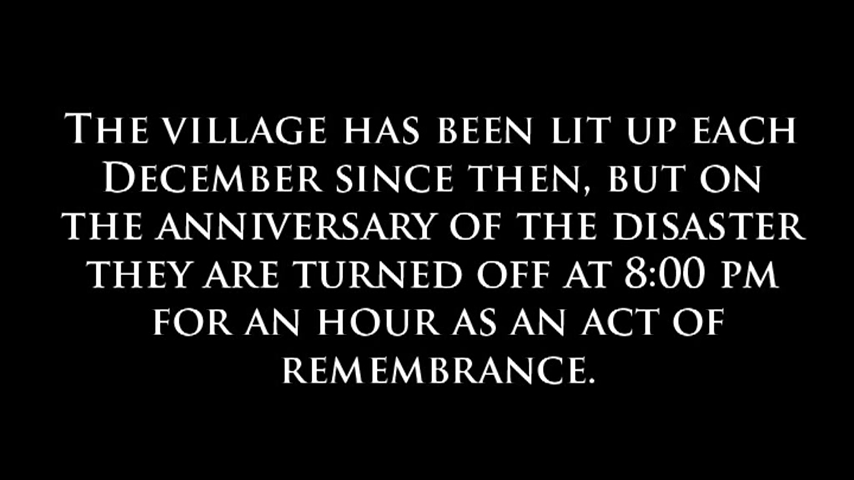 The village has been lit up each
December since then, but on
the anniversary of the disaster
they are turned off at 8:00 pm
for an hour as an act of
remembrance.